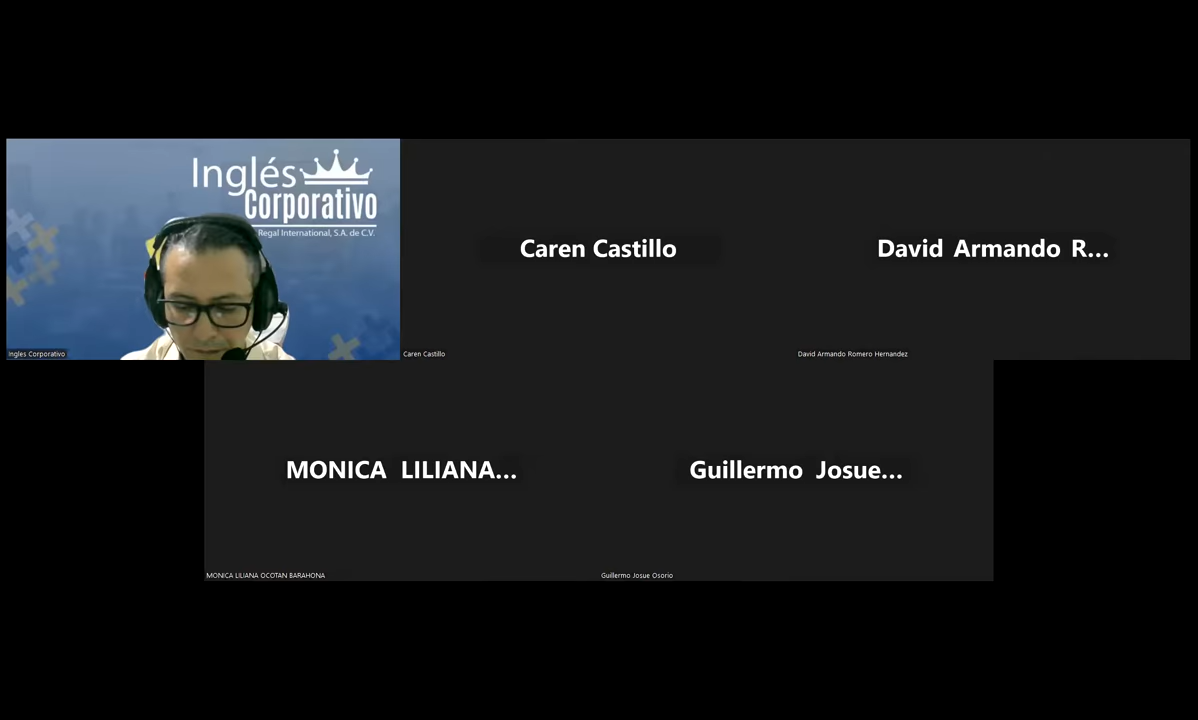 Inglés
Corporativo
Regal International, S.A. de C.V.
Ingles Corporativo
Caren Castillo
Caren Castillo
David Armando R...
David Armando Romero Hernandez
MONICA LILIANA...
MONICA LILIANA OCOTAN BARAHONA
Guillermo Josue...
Guillermo Josue Osorio